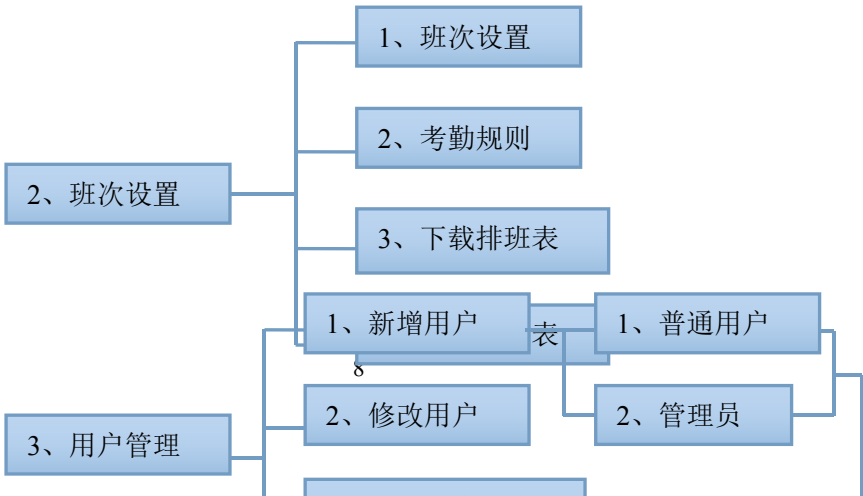 1、班次设置
2、考勤规则
2、班次设置
3、下载排班表
表
8
1、新增用户
1、普通用户
2、修改用户
2、管理员
3、用户管理